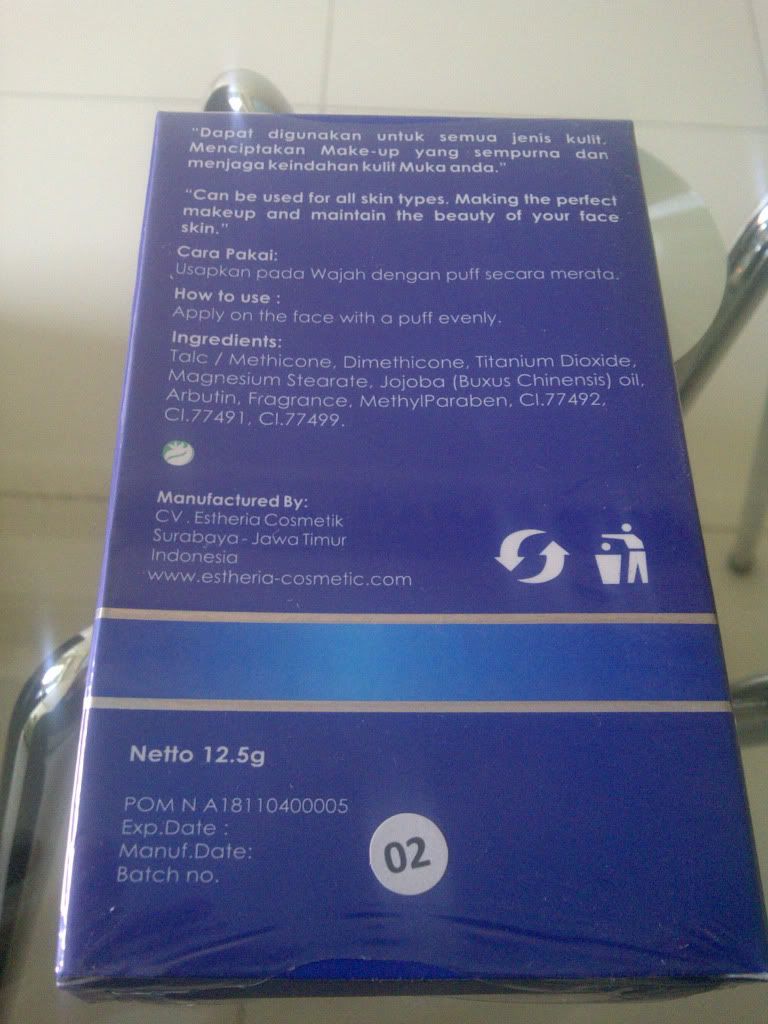 "Dapat digunakan untuk semua jenis kulit.
Menciptakan Make-up yang sempurna dan
menjaga keindahan kulit Muka anda."
"Can be used for all skin types. Making the perfect
makeup and maintain the beauty of your face
skin."
Cara Pakai:
Usapkan pada Wajah dengan puff secara merata.
How to use :
Apply on the face with a puff evenly.
Ingredients:
Talc / Methicone, Dimethicone, Titanium Dioxide,
Magnesium Stearate, Jojoba (Buxus Chinensis) oil,
Arbutin, Fragrance, MethylParaben, CI.77492,
CI.77491, CI.77499.
Manufactured By:
CV. Estheria Cosmetik
Surabaya - Jawa Timur
Indonesia
www.estheria-cosmetic.com
Netto 12.5g
POM N A18110400005
Exp.Date :
Manuf.Date:
Batch no.
02